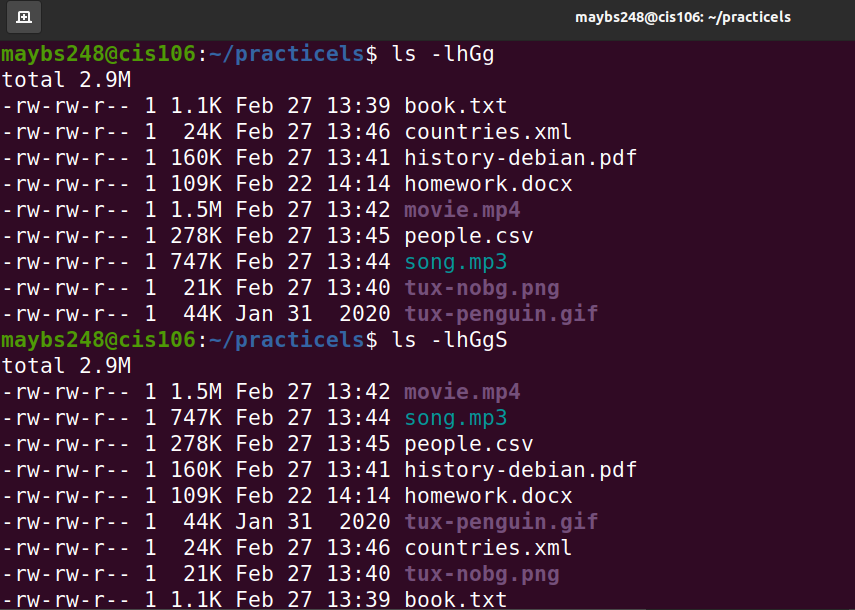 maybs248@cis106: ~/practicels
maybs248@cis106:~/practicels$ ls -lhGg
total 2.9M
-rw-rw-r-- 1 1.1K Feb 27 13:39 book.txt
-rw-rw-r-- 1  24K Feb 27 13:46 countries.xml
-rw-rw-r-- 1 160K Feb 27 13:41 history-debian.pdf
-rw-rw-r-- 1 109K Feb 22 14:14 homework.docx
-rw-rw-r-- 1 1.5M Feb 27 13:42 movie.mp4
-rw-rw-r-- 1 278K Feb 27 13:45 people.csv
-rw-rw-r-- 1 747K Feb 27 13:44 song.mp3
-rw-rw-r-- 1  21K Feb 27 13:40 tux-nobg.png
-rw-rw-r-- 1  44K Jan 31  2020 tux-penguin.gif
maybs248@cis106:~/practicels$ ls -lhGgS
total 2.9M
-rw-rw-r-- 1 1.5M Feb 27 13:42 movie.mp4
-rw-rw-r-- 1 747K Feb 27 13:44 song.mp3
-rw-rw-r-- 1 278K Feb 27 13:45 people.csv
-rw-rw-r-- 1 160K Feb 27 13:41 history-debian.pdf
-rw-rw-r-- 1 109K Feb 22 14:14 homework.docx
-rw-rw-r-- 1  44K Jan 31  2020 tux-penguin.gif
-rw-rw-r-- 1  24K Feb 27 13:46 countries.xml
-rw-rw-r-- 1  21K Feb 27 13:40 tux-nobg.png
-rw-rw-r-- 1 1.1K Feb 27 13:39 book.txt